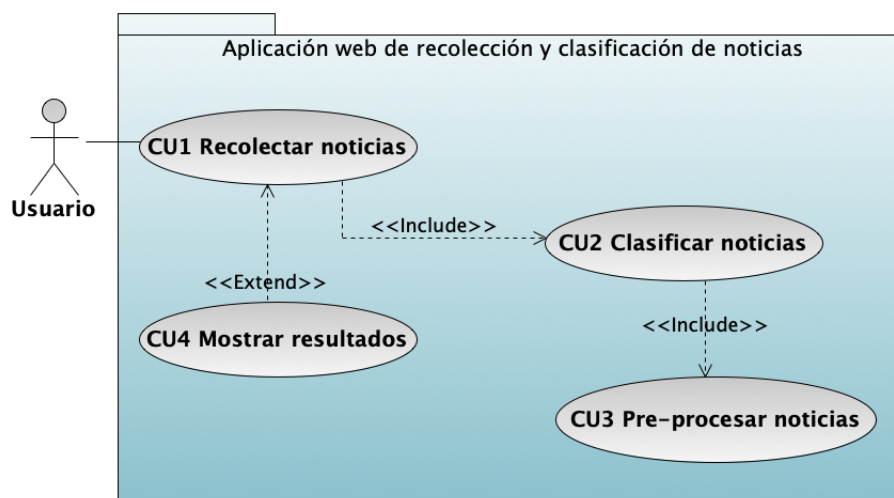 Aplicación web de recolección y clasificación de noticias
CU1 Recolectar noticias
Usuario
<<Include>>
CU2 Clasificar noticias
<<Extend>>
CU4 Mostrar resultados
<<Include>>
CU3 Pre-procesar noticias